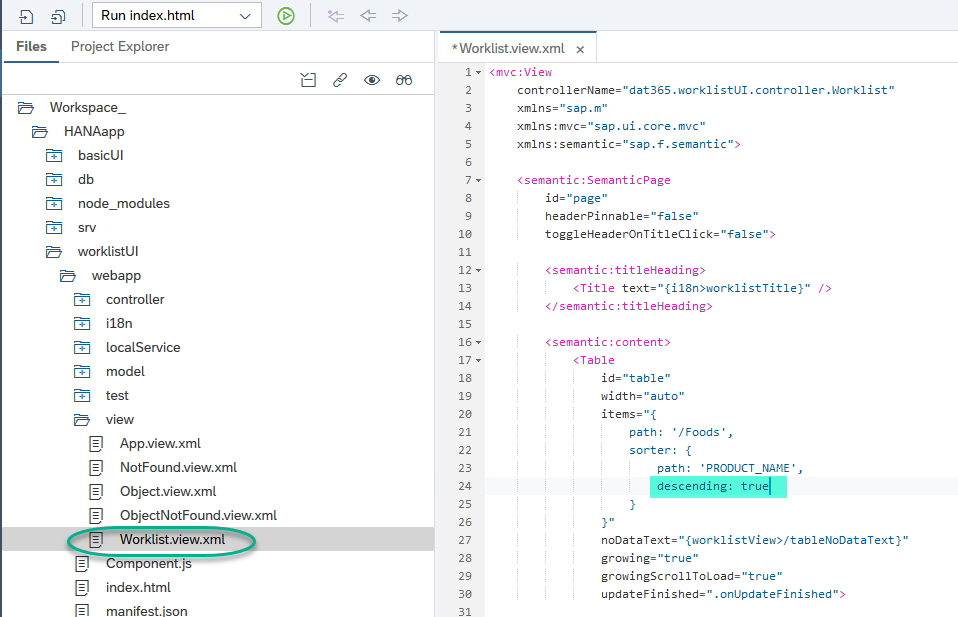 Run index.html
Files Project Explorer
*Worklist.view.xml ×
Workspace_
HANAapp
basicUI
db
node_modules
srv
worklistUI
webapp
controller
i18n
localService
model
test
view
App.view.xml
NotFound.view.xml
Object.view.xml
ObjectNotFound.view.xml
Worklist.view.xml
Component.js
index.html
manifest.json
1 <mvc:View
2 controllerName="dat365.worklistUI.controller.Worklist"
3 xmlns="sap.m"
4 xmlns:mvc="sap.ui.core.mvc"
5 xmlns:semantic="sap.f.semantic">
6
7 <semantic:SemanticPage
8 id="page"
9 headerPinnable="false"
10 toggleHeaderOnTitleClick="false">
11
12 <semantic:titleHeading>
13 <Title text="{i18n>worklistTitle}" />
14 </semantic:titleHeading>
15
16 <semantic:content>
17 <Table
18 id="table"
19 width="auto"
20 items="{
21 path: '/Foods',
22 sorter: {
23 path: 'PRODUCT_NAME',
24 descending: true
25 }
26 }"
27 noDataText="{worklistView>/tableNoDataText}"
28 growing="true"
29 growingScrollToLoad="true"
30 updateFinished=".onUpdateFinished">
31